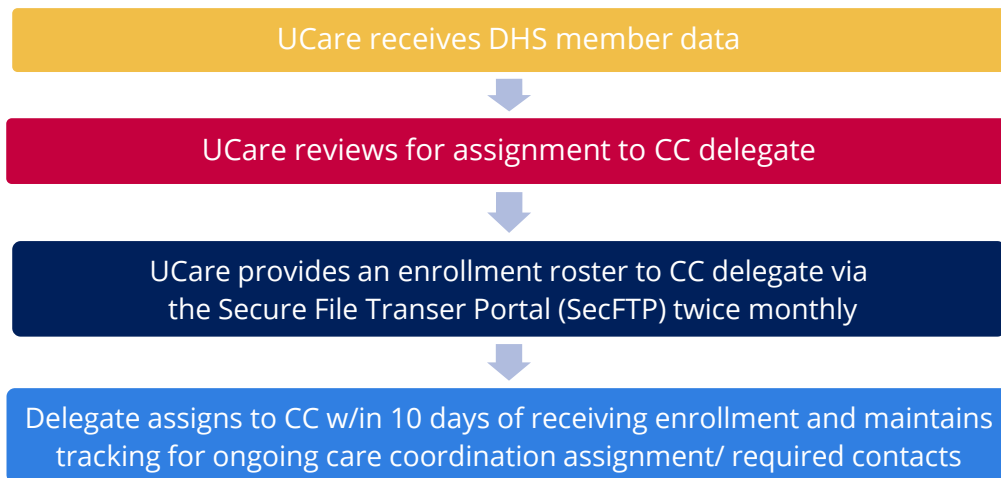 UCare receives DHS member data
UCare reviews for assignment to CC delegate
UCare provides an enrollment roster to CC delegate via
the Secure File Transer Portal (SecFTP) twice monthly
Delegate assigns to CC w/in 10 days of receiving enrollment and maintains
tracking for ongoing care coordination assignment/ required contacts